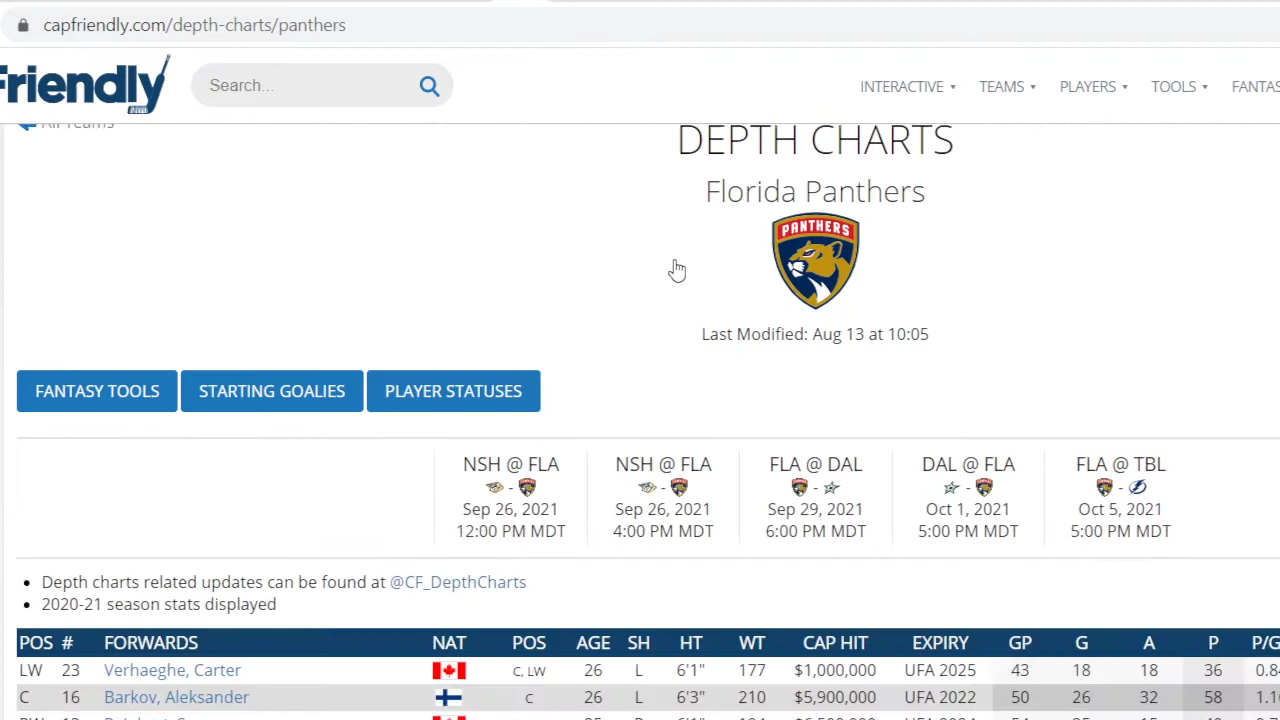 capfriendly.com/depth-charts/panthers
Friendly
Search...
INTERACTIVE TEAMS PLAYERS TOOLS FANTAS
All Teams
DEPTH CHARTS
Florida Panthers
PANTHERS
Last Modified: Aug 13 at 10:05
FANTASY TOOLS STARTING GOALIES PLAYER STATUSES
NSH @ FLA NSH @ FLA FLA @ DAL DAL @ FLA FLA @ TBL
- - - - -
Sep 26, 2021 Sep 26, 2021 Sep 29, 2021 Oct 1, 2021 Oct 5, 2021
12:00 PM MDT 4:00 PM MDT 6:00 PM MDT 5:00 PM MDT 5:00 PM MDT
• Depth charts related updates can be found at @CF_DepthCharts
• 2020-21 season stats displayed
POS # FORWARDS NAT POS AGE SH HT WT CAP HIT EXPIRY GP G A P P/G
LW 23 Verhaeghe, Carter C, LW 26 L 6'1" 177 $1,000,000 UFA 2025 43 18 18 36 0.8
C 16 Barkov, Aleksander C 26 L 6'3" 210 $5,900,000 UFA 2022 50 26 32 58 1.1